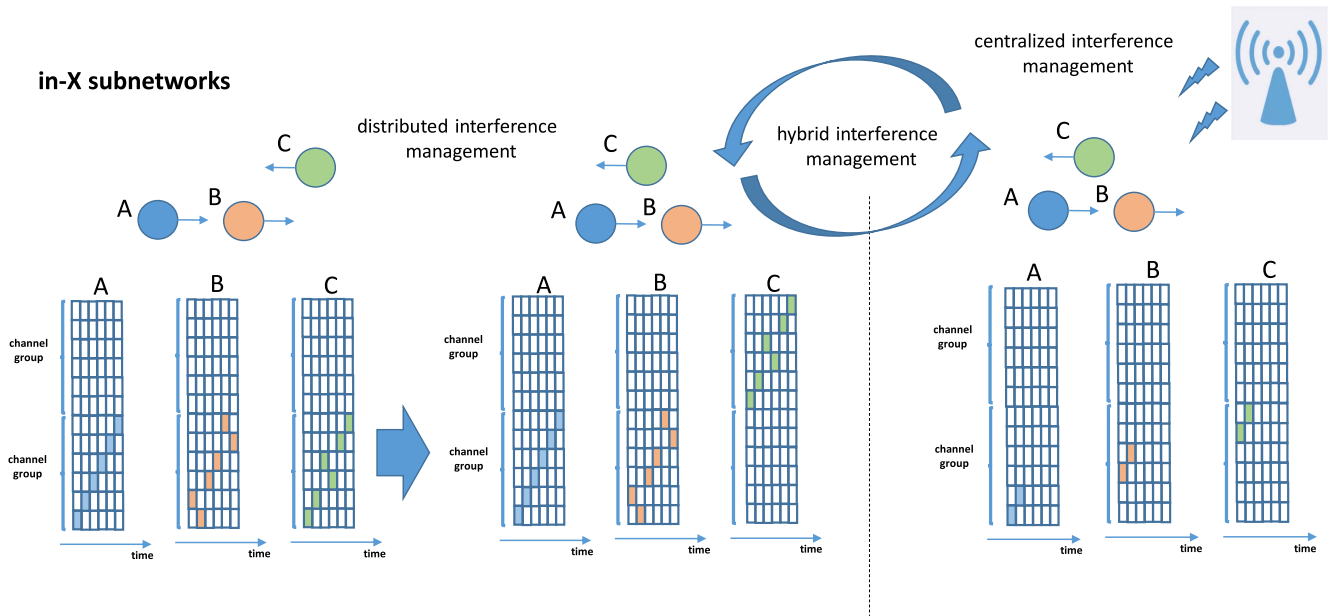 in-X subnetworks
distributed interference
management
hybrid interference
management
centralized interference
management
C
A
B
C
A
B
C
A
B
A
B
C
channel
group
channel
group
time
time
time
A
B
C
channel
group
channel
group
time
time
time
A
B
C
channel
group
channel
group
time
time
time